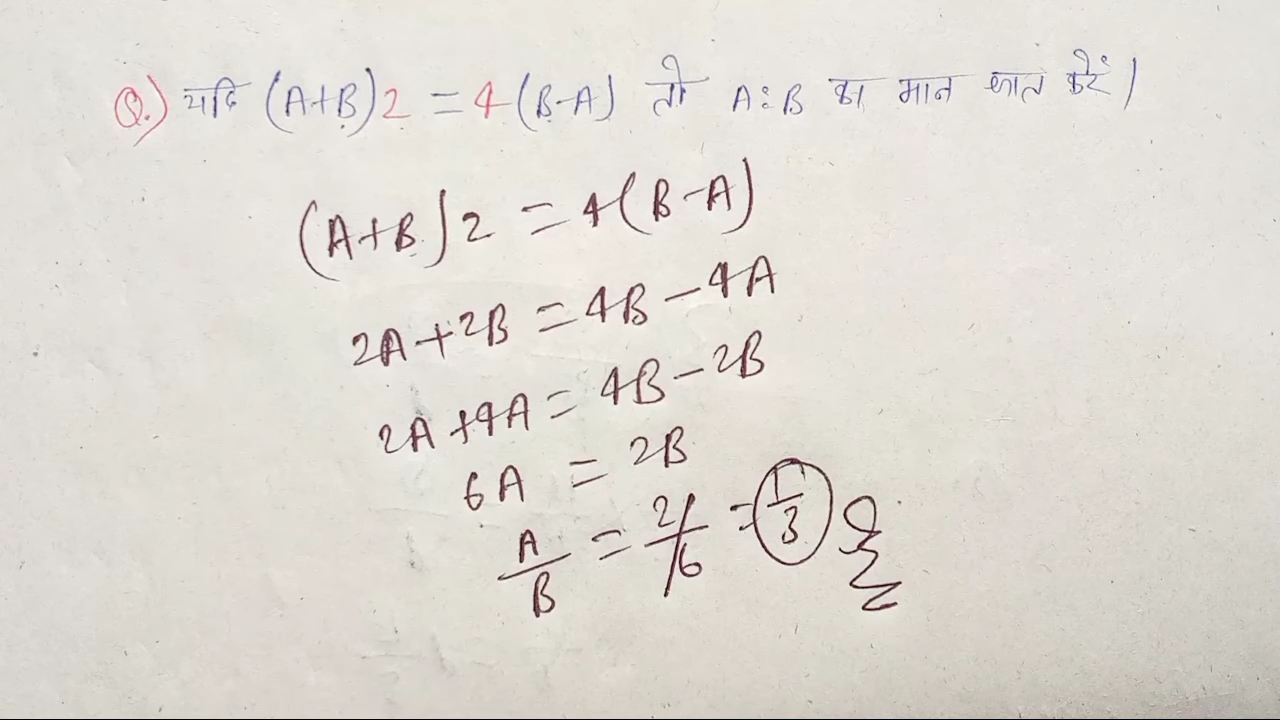 Q.) यदि (A+B)2 = 4(B-A) तो A:B का मान ज्ञात करें।
(A+B)2 = 4(B-A)
2A+2B = 4B-4A
2A+4A = 4B-2B
6A = 2B
A/B = 2/6 = 1/3